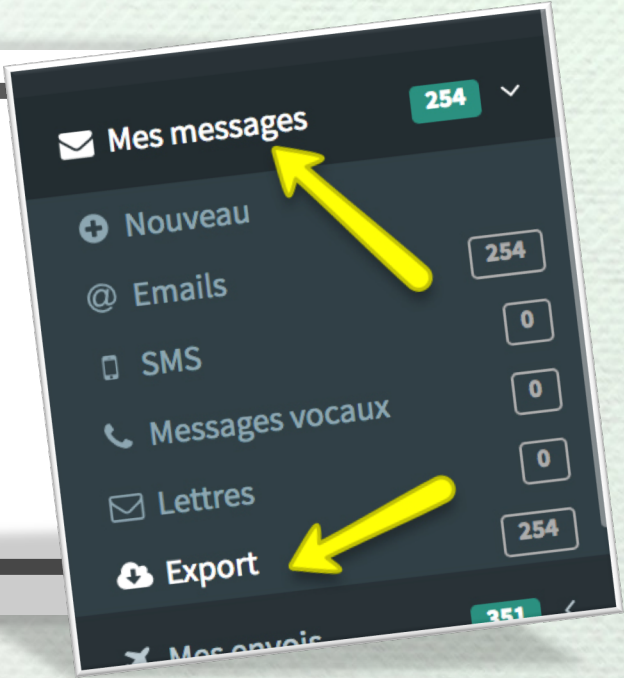 Mes messages 254
Nouveau
@ Emails 254
SMS 0
Messages vocaux 0
Lettres 0
Export 254
Mes envois 351